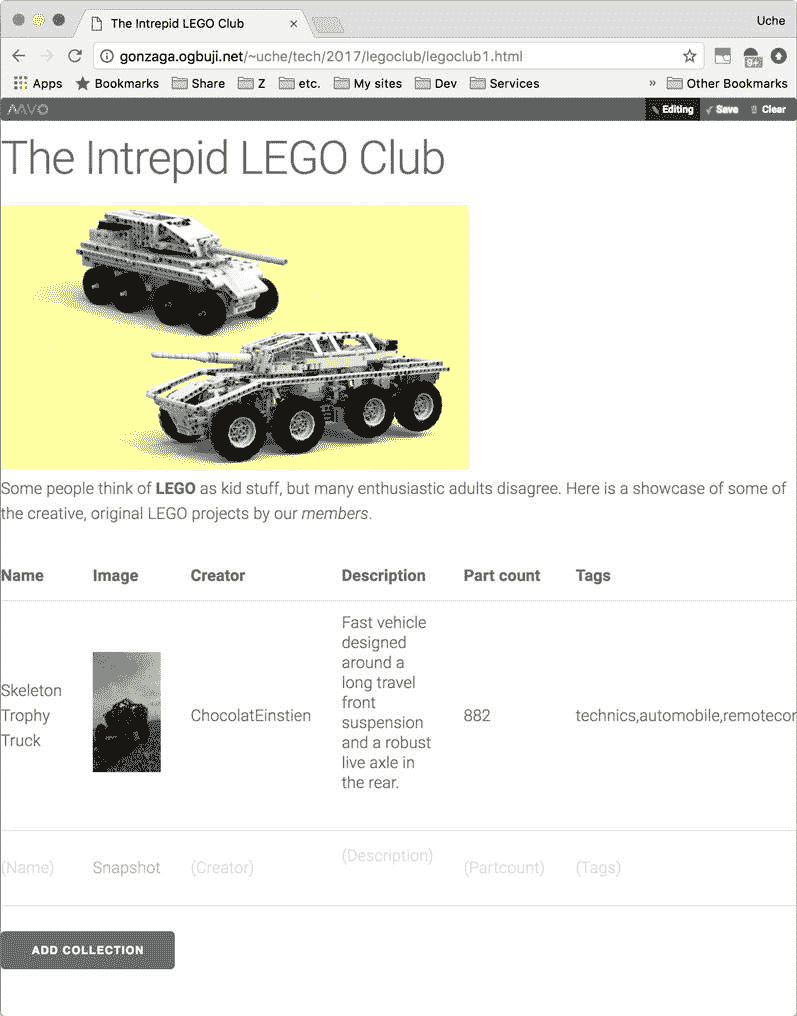 The Intrepid LEGO Club
Uche
gonzaga.ogbuji.net/~uche/tech/2017/legoclub/legoclub1.html
9+
Apps Bookmarks Share Z etc. My sites Dev Services » Other Bookmarks
MAVO Editing Save Clear
The Intrepid LEGO Club
Some people think of LEGO as kid stuff, but many enthusiastic adults disagree. Here is a showcase of some of
the creative, original LEGO projects by our members.
Name Image Creator Description Part count Tags
Skeleton
Trophy
Truck
ChocolatEinstien
Fast vehicle
designed
around a
long travel
front
suspension
and a robust
live axle in
the rear.
882
technics,automobile,remotecor
(Name) Snapshot (Creator) (Description) (Partcount) (Tags)
ADD COLLECTION